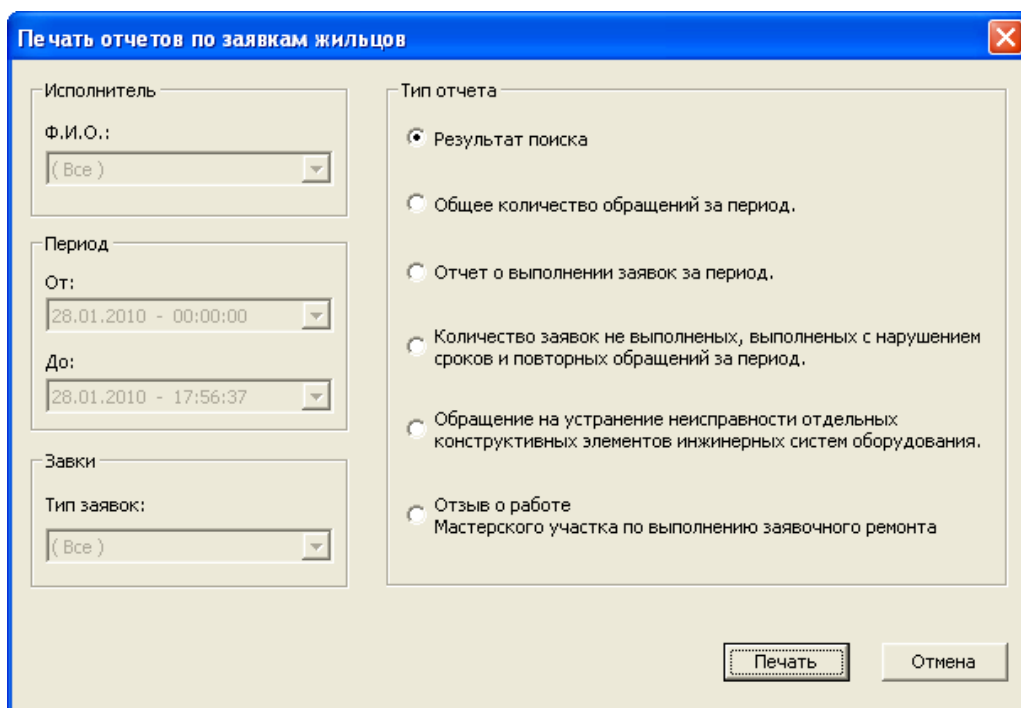 Печать отчетов по заявкам жильцов
Исполнитель
Ф.И.О.:
( Все )
Период
От:
28.01.2010 - 00:00:00
До:
28.01.2010 - 17:56:37
Завки
Тип заявок:
( Все )
Тип отчета
Результат поиска
Общее количество обращений за период.
Отчет о выполнении заявок за период.
Количество заявок не выполненых, выполненых с нарушением
сроков и повторных обращений за период.
Обращение на устранение неисправности отдельных
конструктивных элементов инжинерных систем оборудования.
Отзыв о работе
Мастерского участка по выполнению заявочного ремонта
Печать
Отмена